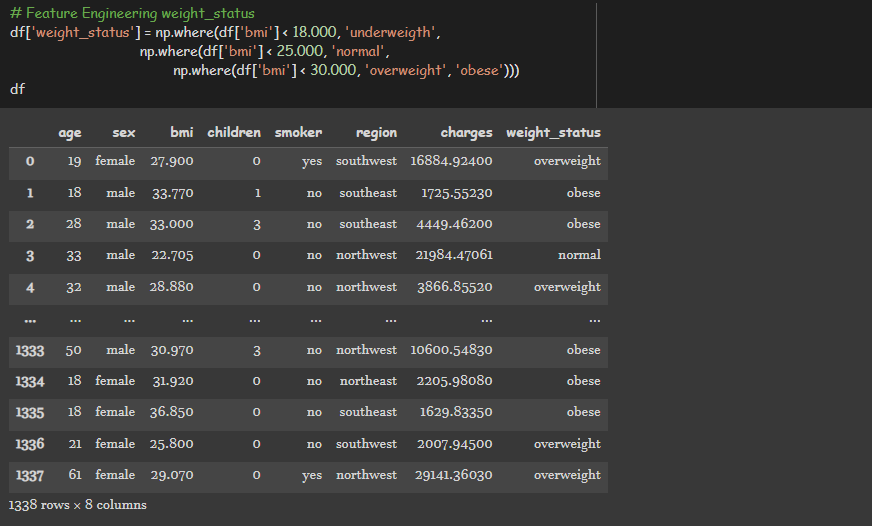 # Feature Engineering weight_status
df['weight_status'] = np.where(df['bmi'] < 18.000, 'underweigth',
np.where(df['bmi'] < 25.000, 'normal',
np.where(df['bmi'] < 30.000, 'overweight', 'obese')))
df
age sex bmi children smoker region charges weight_status
0 19 female 27.900 0 yes southwest 16884.92400 overweight
1 18 male 33.770 1 no southeast 1725.55230 obese
2 28 male 33.000 3 no southeast 4449.46200 obese
3 33 male 22.705 0 no northwest 21984.47061 normal
4 32 male 28.880 0 no northwest 3866.85520 overweight
... ... ... ... ... ... ... ... ...
1333 50 male 30.970 3 no northwest 10600.54830 obese
1334 18 female 31.920 0 no northeast 2205.98080 obese
1335 18 female 36.850 0 no southeast 1629.83350 obese
1336 21 female 25.800 0 no southwest 2007.94500 overweight
1337 61 female 29.070 0 yes northwest 29141.36030 overweight
1338 rows × 8 columns